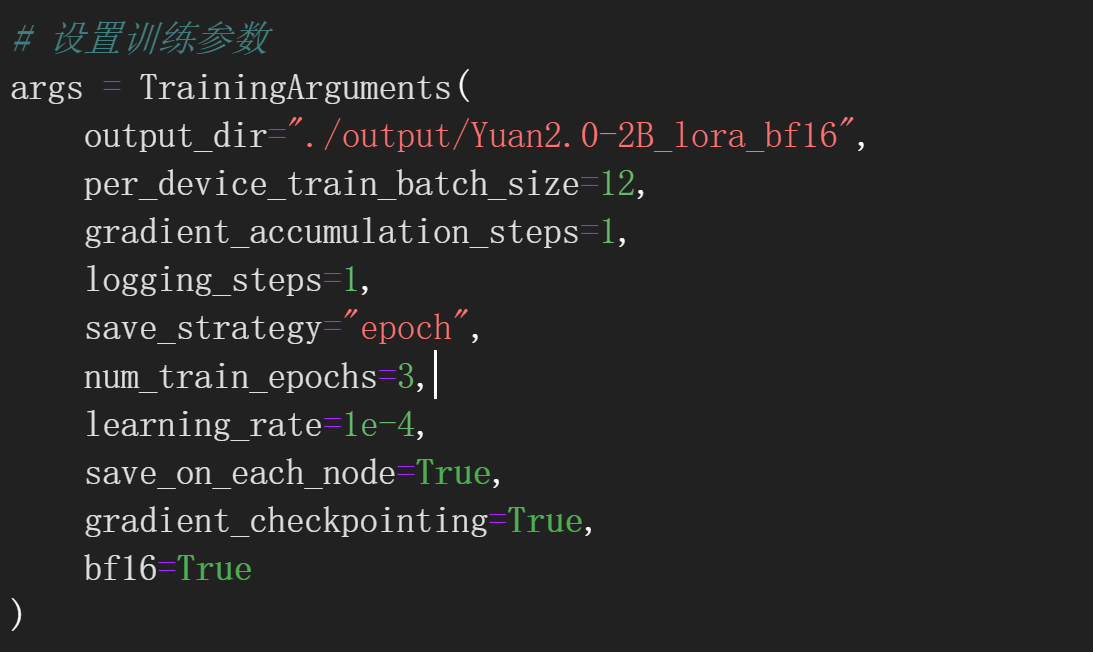 # 设置训练参数
args = TrainingArguments(
    output_dir="./output/Yuan2.0-2B_lora_bf16",
    per_device_train_batch_size=12,
    gradient_accumulation_steps=1,
    logging_steps=1,
    save_strategy="epoch",
    num_train_epochs=3,
    learning_rate=1e-4,
    save_on_each_node=True,
    gradient_checkpointing=True,
    bf16=True
)